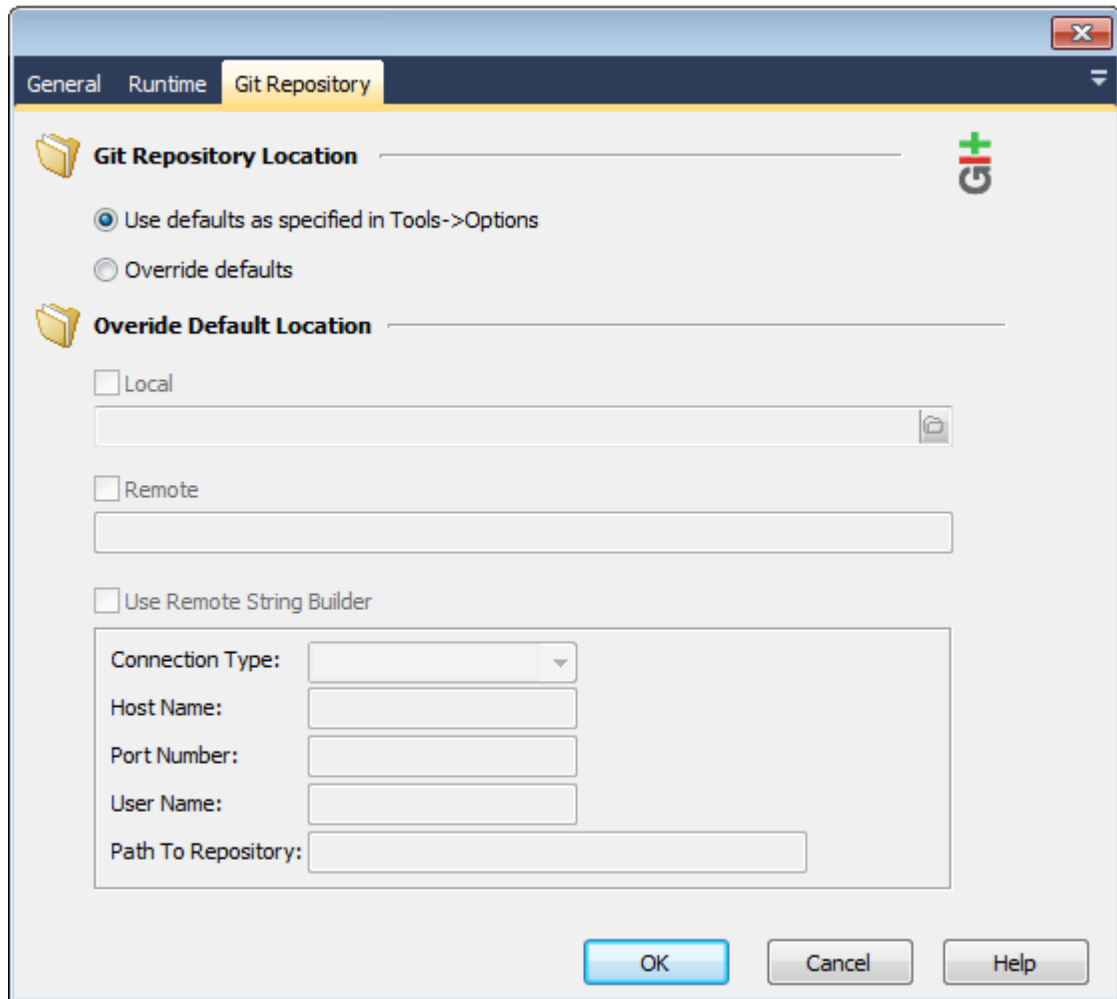 General Runtime Git Repository
Git Repository Location
GIt
Use defaults as specified in Tools->Options
Override defaults
Overide Default Location
Local
Remote
Use Remote String Builder
Connection Type:
Host Name:
Port Number:
User Name:
Path To Repository:
OK Cancel Help